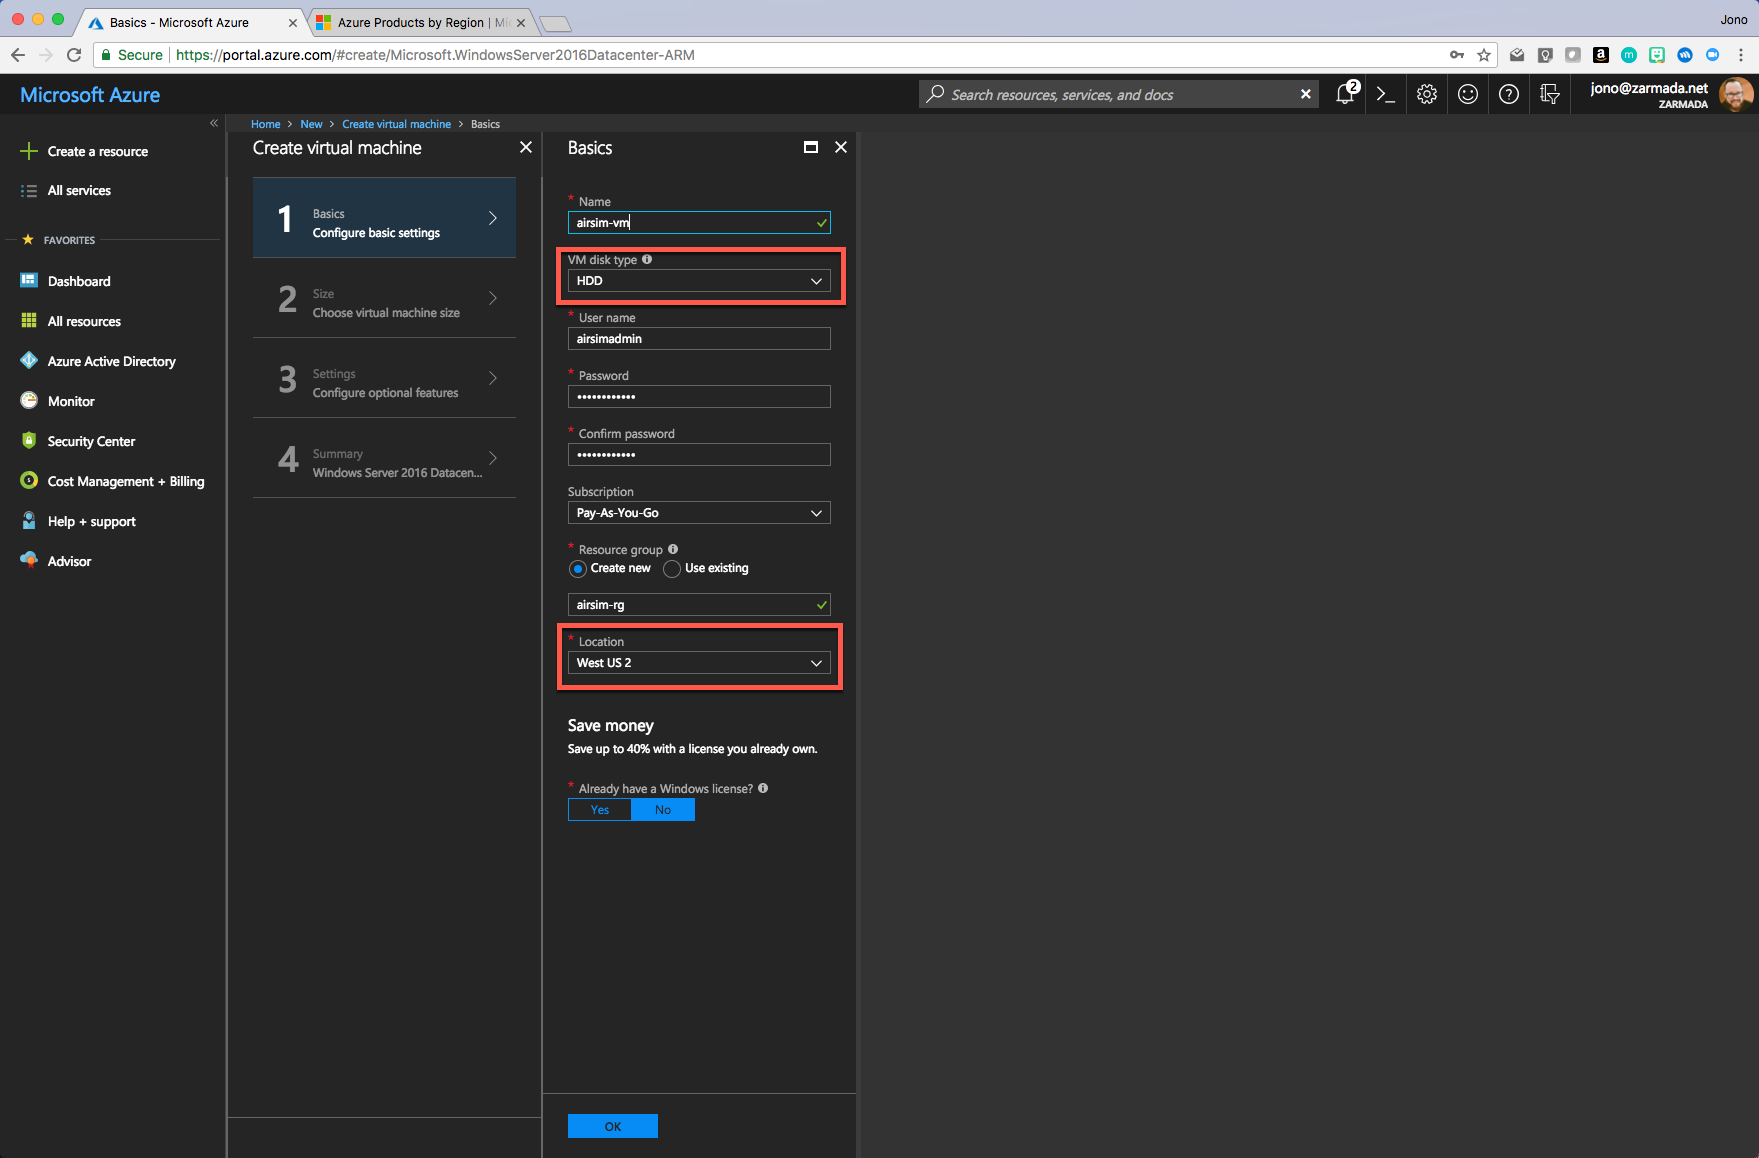 Basics - Microsoft Azure
Azure Products by Region | Mi
Jono
Secure
https://portal.azure.com/#create/Microsoft.WindowsServer2016Datacenter-ARM
Microsoft Azure
Search resources, services, and docs
2
jono@zarmada.net
ZARMADA
Home > New > Create virtual machine > Basics
Create a resource
All services
FAVORITES
Dashboard
All resources
Azure Active Directory
Monitor
Security Center
Cost Management + Billing
Help + support
Advisor
Create virtual machine
1
Basics
Configure basic settings
2
Size
Choose virtual machine size
3
Settings
Configure optional features
4
Summary
Windows Server 2016 Datacen...
Basics
* Name
airsim-vm
VM disk type
HDD
* User name
airsimadmin
* Password
••••••••••••
* Confirm password
••••••••••••
Subscription
Pay-As-You-Go
* Resource group
Create new
Use existing
airsim-rg
* Location
West US 2
Save money
Save up to 40% with a license you already own.
* Already have a Windows license?
Yes
No
OK